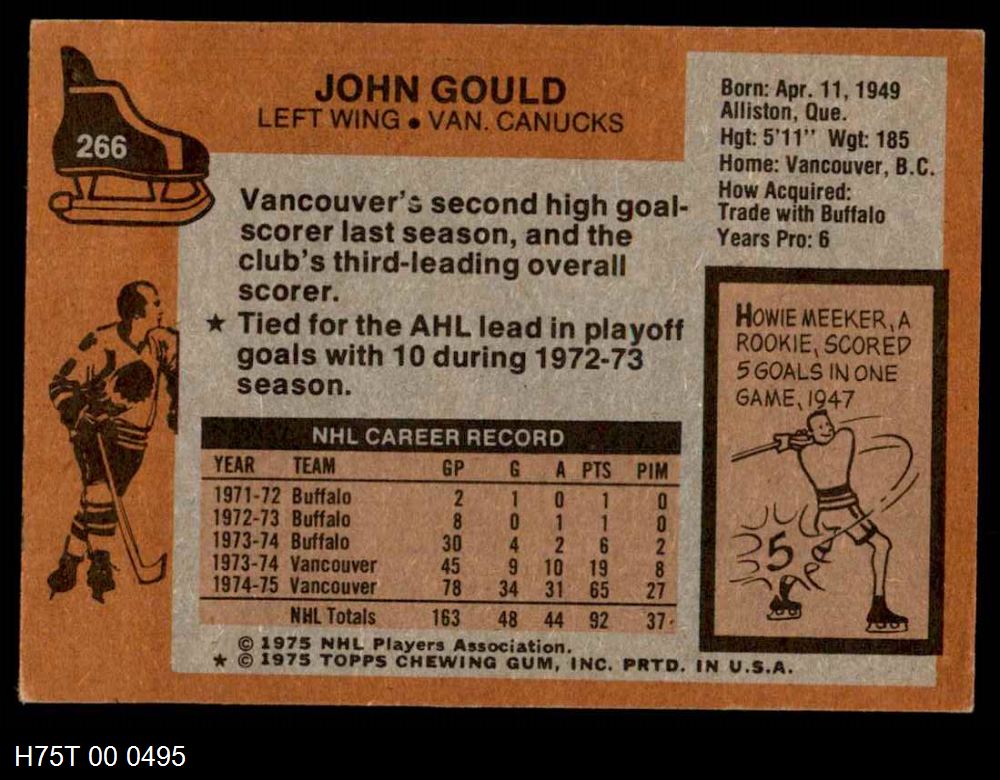 JOHN GOULD
LEFT WING • VAN. CANUCKS
266
Born: Apr. 11, 1949
Alliston, Que.
Hgt: 5'11" Wgt: 185
Home: Vancouver, B.C.
How Acquired:
Trade with Buffalo
Years Pro: 6
Vancouver's second high goal-
scorer last season, and the
club's third-leading overall
scorer.
★ Tied for the AHL lead in playoff
goals with 10 during 1972-73
season.
HOWIE MEEKER, A
ROOKIE, SCORED
5 GOALS IN ONE
GAME, 1947
5
NHL CAREER RECORD
YEAR TEAM GP G A PTS PIM
1971-72 Buffalo 2 1 0 1 0
1972-73 Buffalo 8 0 1 1 0
1973-74 Buffalo 30 4 2 6 2
1973-74 Vancouver 45 9 10 19 8
1974-75 Vancouver 78 34 31 65 27
NHL Totals 163 48 44 92 37
© 1975 NHL Players Association.
★ © 1975 TOPPS CHEWING GUM, INC. PRTD. IN U.S.A.
H75T 00 0495